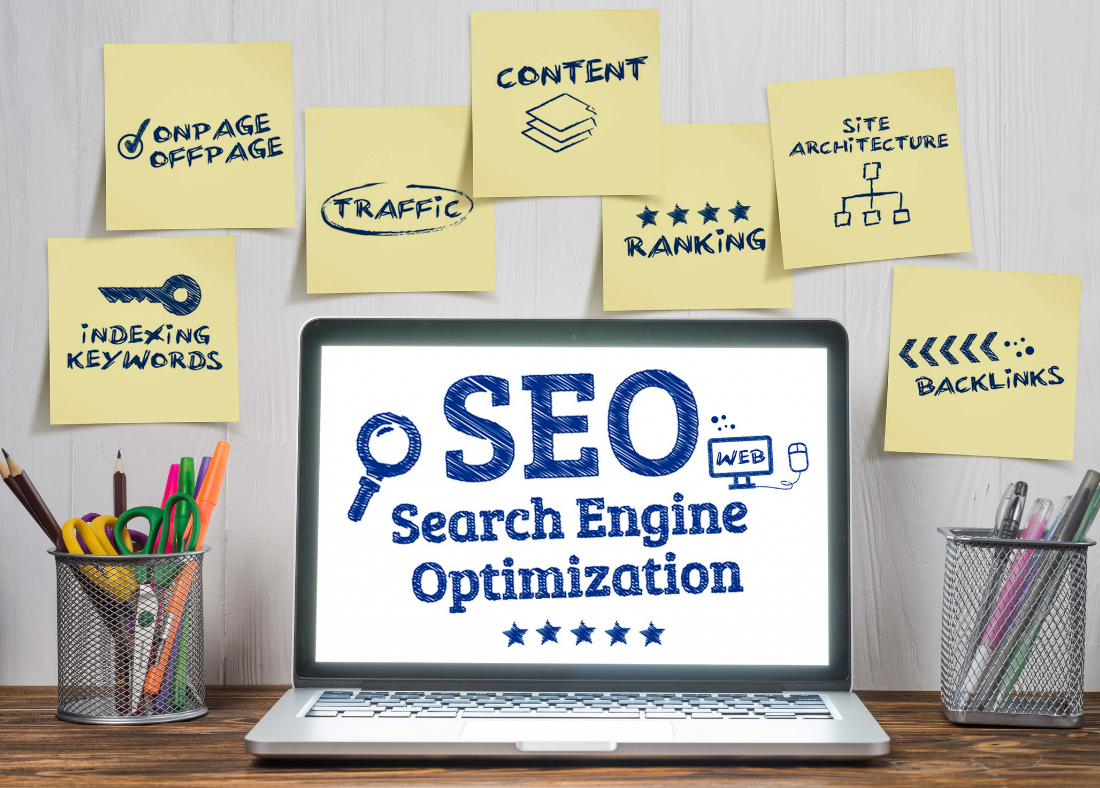 CONTENT
ONPAGE
OFFPAGE
SiTE
ARCHiTECTURE
TRAFFiC
RANKiNG
iNDEXiNG
KEYWORDS
BACKLiNKS
SEO
WEB
Search Engine
Optimization